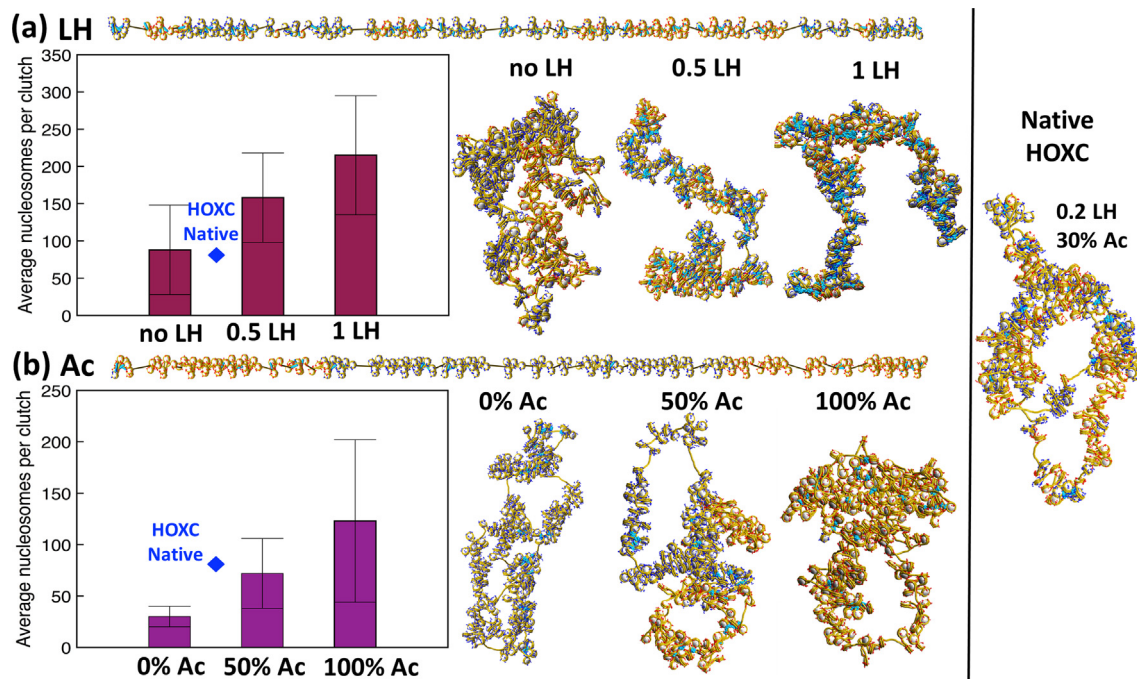 (a) LH
350
300
250
200
150
100
50
0
Average nucleosomes per clutch
HOXC
Native
no LH 0.5 LH 1 LH
no LH 0.5 LH 1 LH
(b) Ac
250
200
150
100
50
0
Average nucleosomes per clutch
HOXC
Native
0% Ac 50% Ac 100% Ac
0% Ac 50% Ac 100% Ac
Native
HOXC
0.2 LH
30% Ac